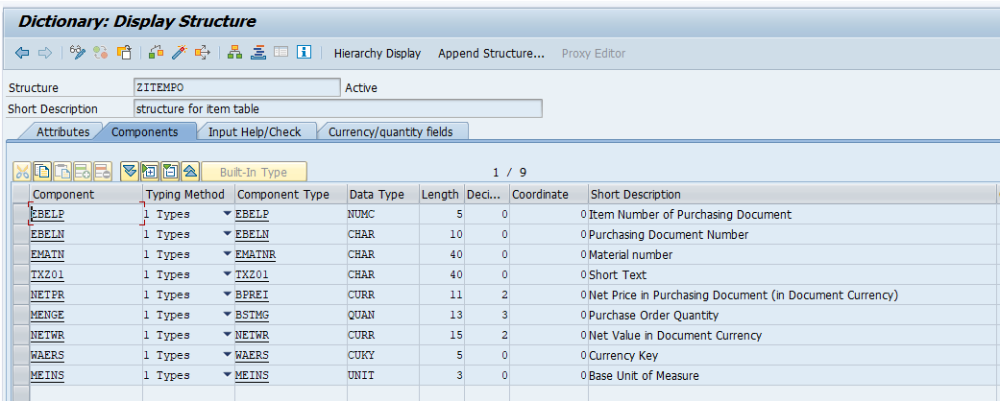 Dictionary: Display Structure
Hierarchy Display Append Structure... Proxy Editor
Structure ZITEMPO Active
Short Description structure for item table
Attributes Components Input Help/Check Currency/quantity fields
Built-In Type 1 / 9
Component Typing Method Component Type Data Type Length Deci... Coordinate Short Description
EBELP 1 Types EBELP NUMC 5 0 0 Item Number of Purchasing Document
EBELN 1 Types EBELN CHAR 10 0 0 Purchasing Document Number
EMATN 1 Types EMATNR CHAR 40 0 0 Material number
TXZ01 1 Types TXZ01 CHAR 40 0 0 Short Text
NETPR 1 Types BPREI CURR 11 2 0 Net Price in Purchasing Document (in Document Currency)
MENGE 1 Types BSTMG QUAN 13 3 0 Purchase Order Quantity
NETWR 1 Types NETWR CURR 15 2 0 Net Value in Document Currency
WAERS 1 Types WAERS CUKY 5 0 0 Currency Key
MEINS 1 Types MEINS UNIT 3 0 0 Base Unit of Measure